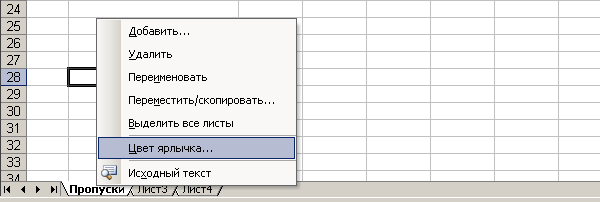 24
25
26
27
28
29
30
31
32
33
34
Добавить...
Удалить
Переименовать
Переместить/скопировать...
Выделить все листы
Цвет ярлычка...
Исходный текст
Пропуски Лист3 Лист4